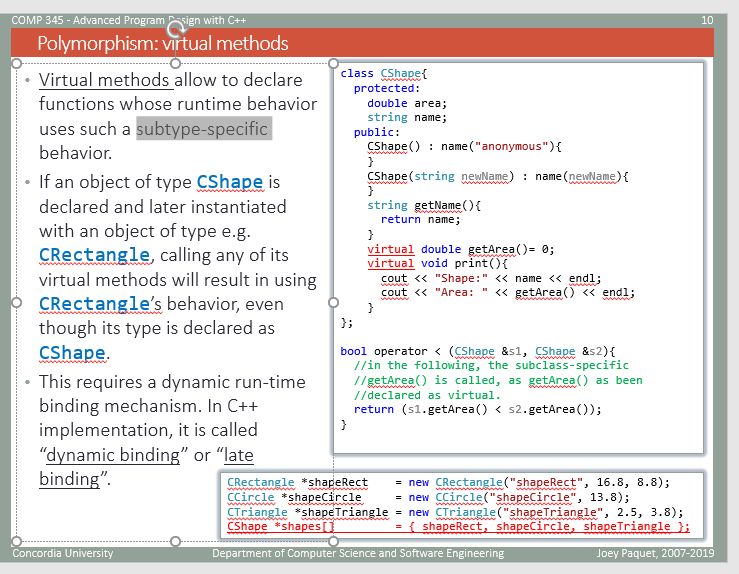 COMP 345 - Advanced Program Design with C++
10
Polymorphism: virtual methods
• Virtual methods allow to declare
functions whose runtime behavior
uses such a subtype-specific
behavior.
• If an object of type CShape is
declared and later instantiated
with an object of type e.g.
CRectangle, calling any of its
virtual methods will result in using
CRectangle's behavior, even
though its type is declared as
CShape.
• This requires a dynamic run-time
binding mechanism. In C++
implementation, it is called
“dynamic binding” or “late
binding”.
class CShape{
protected:
double area;
string name;
public:
CShape() : name("anonymous"){
}
CShape(string newName) : name(newName){
}
string getName(){
return name;
}
virtual double getArea()= 0;
virtual void print(){
cout << "Shape:" << name << endl;
cout << "Area: " << getArea() << endl;
}
};
bool operator < (CShape &s1, CShape &s2){
//in the following, the subclass-specific
//getArea() is called, as getArea() as been
//declared as virtual.
return (s1.getArea() < s2.getArea());
}
CRectangle *shapeRect = new CRectangle("shapeRect", 16.8, 8.8);
CCircle *shapeCircle = new CCircle("shapeCircle", 13.8);
CTriangle *shapeTriangle = new CTriangle("shapeTriangle", 2.5, 3.8);
CShape *shapes[] = { shapeRect, shapeCircle, shapeTriangle };
Concordia University
Department of Computer Science and Software Engineering
Joey Paquet, 2007-2019